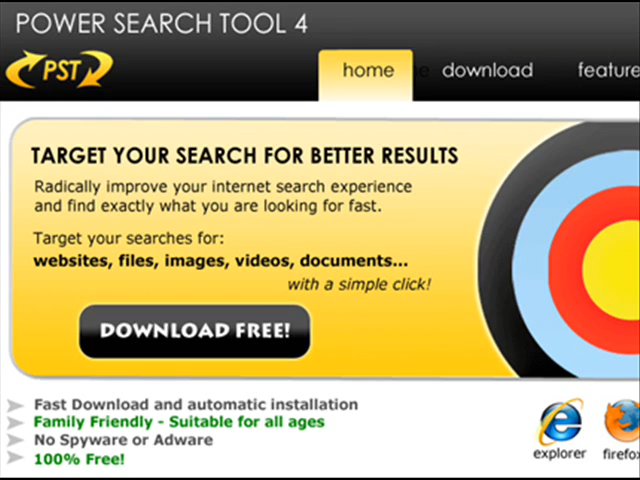 POWER SEARCH TOOL 4
PST
home download feature
TARGET YOUR SEARCH FOR BETTER RESULTS
Radically improve your internet search experience
and find exactly what you are looking for fast.
Target your searches for:
websites, files, images, videos, documents...
with a simple click!
DOWNLOAD FREE!
Fast Download and automatic installation
Family Friendly - Suitable for all ages
No Spyware or Adware
100% Free!
explorer firefox